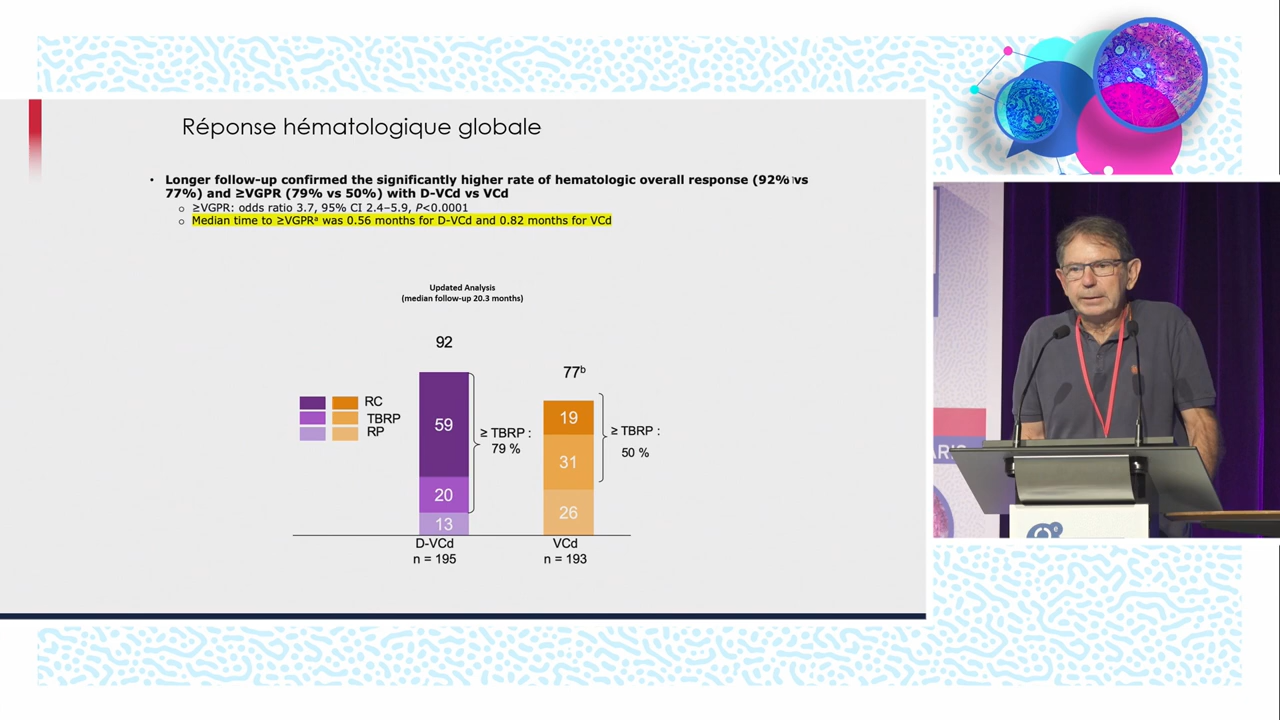 Réponse hématologique globale
• Longer follow-up confirmed the significantly higher rate of hematologic overall response (92% vs
77%) and ≥VGPR (79% vs 50%) with D-VCd vs VCd
o ≥VGPR: odds ratio 3.7, 95% CI 2.4–5.9, P<0.0001
o Median time to ≥VGPRª was 0.56 months for D-VCd and 0.82 months for VCd
Updated Analysis
(median follow-up 20.3 months)
92
77ᵇ
RC
TBRP
RP
59
20
13
≥ TBRP :
79 %
19
31
26
≥ TBRP :
50 %
D-VCd
n = 195
VCd
n = 193